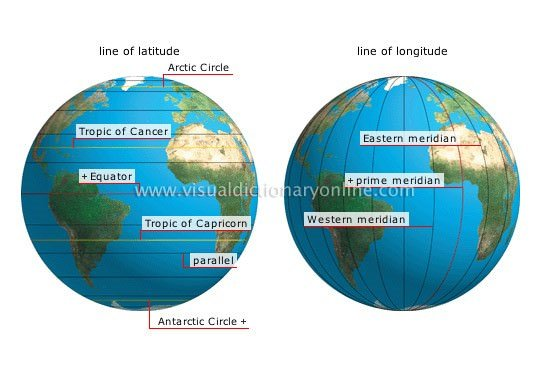 line of latitude
line of longitude
Arctic Circle
Tropic of Cancer
Eastern meridian
+Equator
+prime meridian
www.visualdictionaryonline.com
Tropic of Capricorn
Western meridian
parallel
Antarctic Circle +